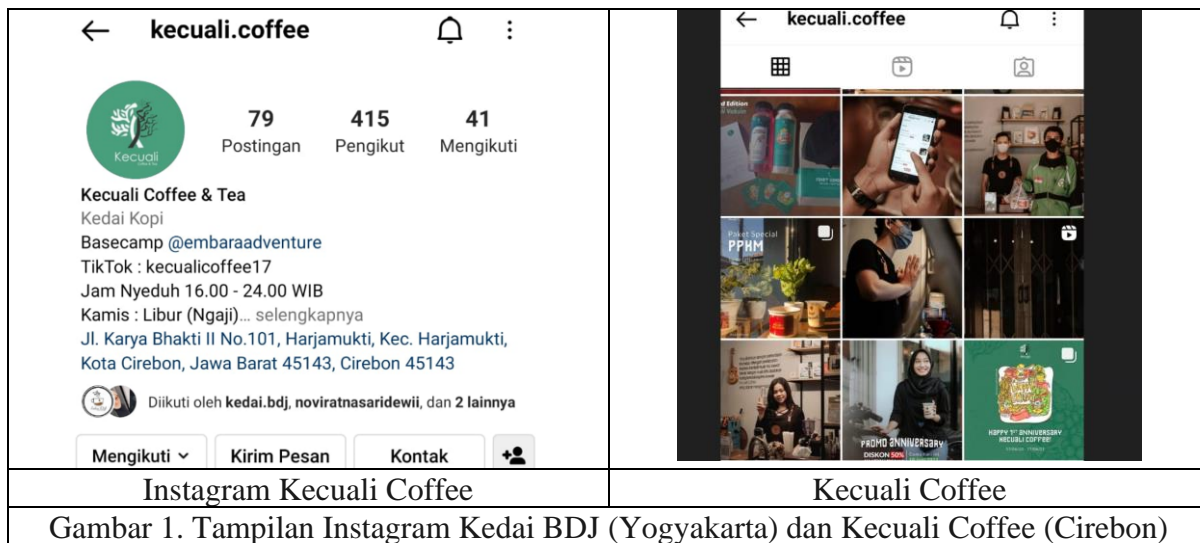 kecuali.coffee
Kecuali
79 415 41
Postingan Pengikut Mengikuti
Kecuali Coffee & Tea
Kedai Kopi
Basecamp @embaraadventure
TikTok : kecualicoffee17
Jam Nyeduh 16.00 - 24.00 WIB
Kamis : Libur (Ngaji)... selengkapnya
Jl. Karya Bhakti II No.101, Harjamukti, Kec. Harjamukti,
Kota Cirebon, Jawa Barat 45143, Cirebon 45143
Diikuti oleh kedai.bdj, noviratnasaridewii, dan 2 lainnya
Mengikuti Kirim Pesan Kontak
kecuali.coffee
Paket Special
PPHM
PROMO ANNIVERSARY
DISKON 50%
HAPPY 1ST ANNIVERSARY
KECUALI COFFEE!
Instagram Kecuali Coffee
Kecuali Coffee
Gambar 1. Tampilan Instagram Kedai BDJ (Yogyakarta) dan Kecuali Coffee (Cirebon)